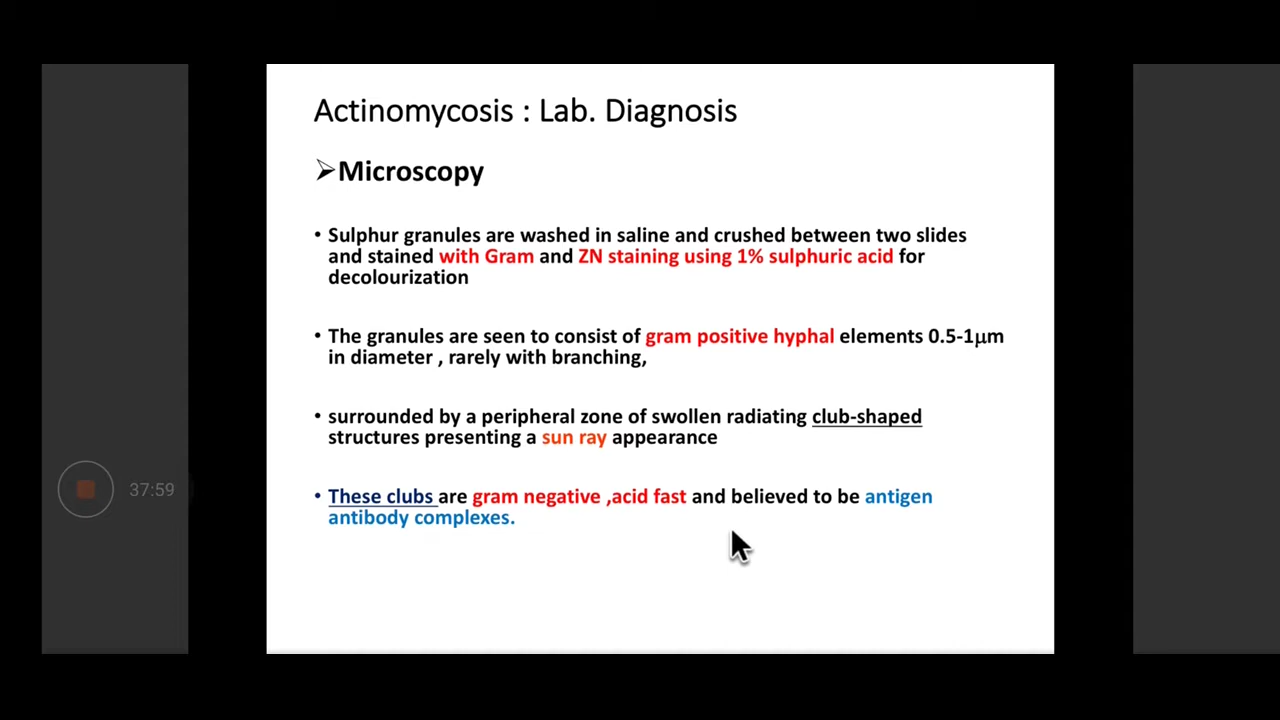 Actinomycosis : Lab. Diagnosis
➢Microscopy
• Sulphur granules are washed in saline and crushed between two slides
and stained with Gram and ZN staining using 1% sulphuric acid for
decolourization
• The granules are seen to consist of gram positive hyphal elements 0.5-1μm
in diameter , rarely with branching,
• surrounded by a peripheral zone of swollen radiating club-shaped
structures presenting a sun ray appearance
• These clubs are gram negative ,acid fast and believed to be antigen
antibody complexes.
37:59